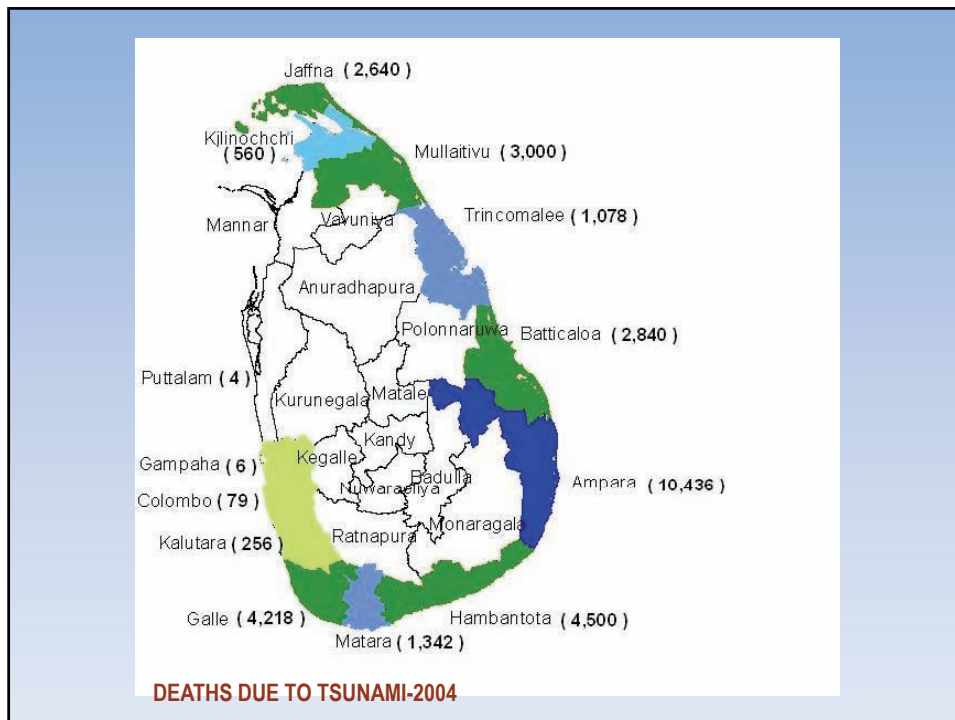 Jaffna ( 2,640 )
Kilinochchi
( 560 )
Mullaitivu ( 3,000 )
Mannar
Vavuniya
Trincomalee ( 1,078 )
Anuradhapura
Polonnaruwa
Batticaloa ( 2,840 )
Puttalam ( 4 )
Kurunegala
Matale
Kandy
Gampaha ( 6 )
Kegalle
Badulla
Ampara ( 10,436 )
Colombo ( 79 )
Nuwaraeliya
Monaragala
Kalutara ( 256 )
Ratnapura
Galle ( 4,218 )
Hambantota ( 4,500 )
Matara ( 1,342 )
DEATHS DUE TO TSUNAMI-2004